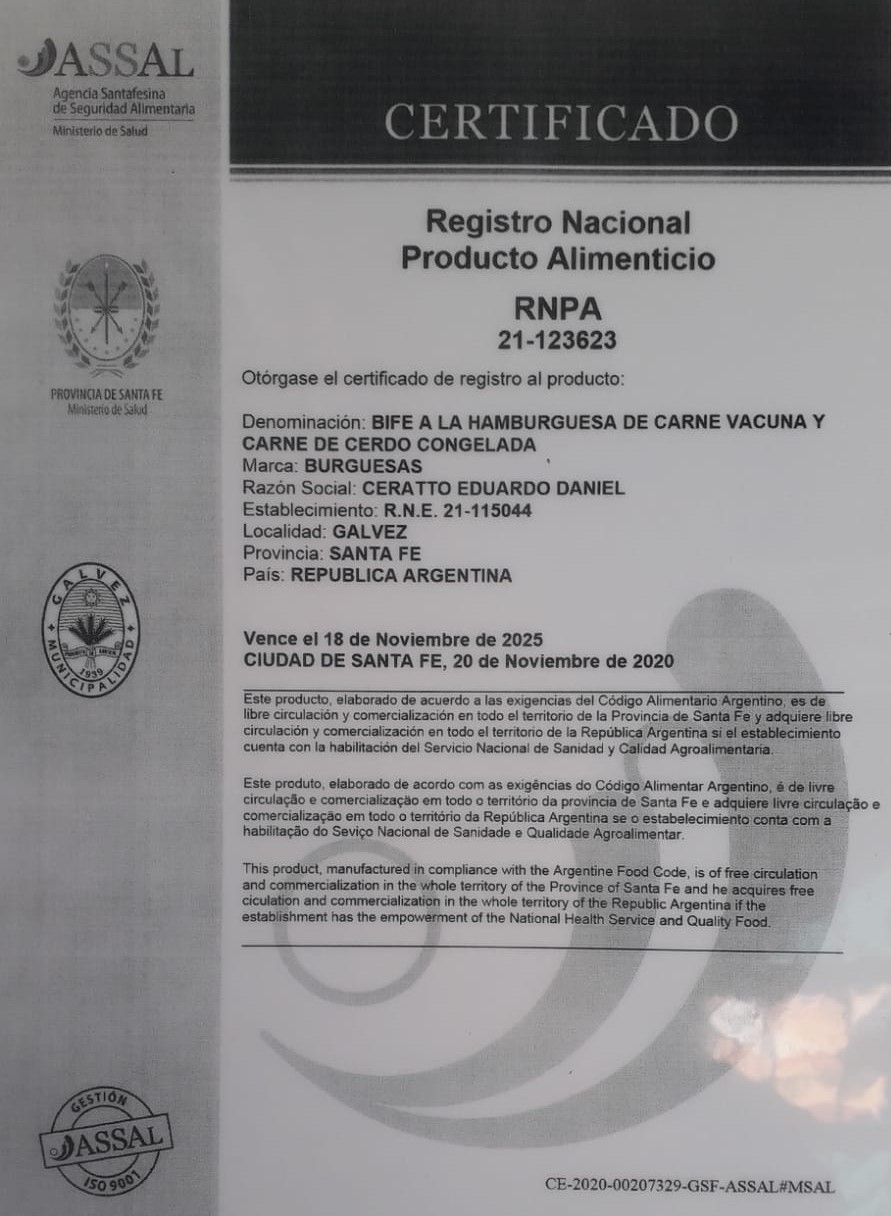 ASSAL
Agencia Santafesina
de Seguridad Alimentaria
Ministerio de Salud
CERTIFICADO
Registro Nacional
Producto Alimenticio
RNPA
21-123623
Otórgase el certificado de registro al producto:
Denominación: BIFE A LA HAMBURGUESA DE CARNE VACUNA Y
CARNE DE CERDO CONGELADA
Marca: BURGUESAS
Razón Social: CERATTO EDUARDO DANIEL
Establecimiento: R.N.E. 21-115044
Localidad: GALVEZ
Provincia: SANTA FE
País: REPUBLICA ARGENTINA
PROVINCIA DE SANTA FE
Ministerio de Salud
GALVEZ
MUNICIPALIDAD
1939
Vence el 18 de Noviembre de 2025
CIUDAD DE SANTA FE, 20 de Noviembre de 2020
Este producto, elaborado de acuerdo a las exigencias del Código Alimentario Argentino, es de
libre circulación y comercialización en todo el territorio de la Provincia de Santa Fe y adquiere libre
circulación y comercialización en todo el territorio de la República Argentina si el establecimiento
cuenta con la habilitación del Servicio Nacional de Sanidad y Calidad Agroalimentaria.
Este produto, elaborado de acordo com as exigências do Código Alimentar Argentino, é de livre
circulação e comercialização em todo o território da provincia de Santa Fe e adquiere livre circulação e
comercialização em todo o território da República Argentina se o estabelecimiento conta com a
habilitação do Seviço Nacional de Sanidade e Qualidade Agroalimentar.
This product, manufactured in compliance with the Argentine Food Code, is of free circulation
and commercialization in the whole territory of the Province of Santa Fe and he acquires free
ciculation and commercialization in the whole territory of the Republic Argentina if the
establishment has the empowerment of the National Health Service and Quality Food.
GESTIÓN
ASSAL
ISO 9001
CE-2020-00207329-GSF-ASSAL#MSAL